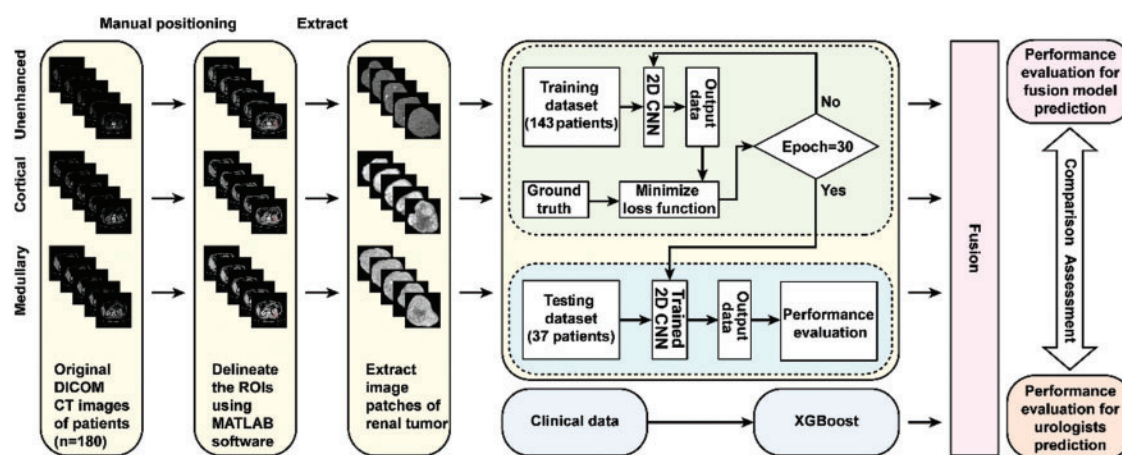 Manual positioning
Extract
Unenhanced
Cortical
Medullary
Original
DICOM
CT images
of patients
(n=180)
Delineate
the ROIs
using
MATLAB
software
Extract
image
patches of
renal tumor
Training
dataset
(143 patients)
2D CNN
Output
data
No
Epoch=30
Yes
Ground
truth
Minimize
loss function
Testing
dataset
(37 patients)
Trained
2D CNN
Output
data
Performance
evaluation
Clinical data
XGBoost
Fusion
Performance
evaluation for
fusion model
prediction
Comparison Assessment
Performance
evaluation for
urologists
prediction